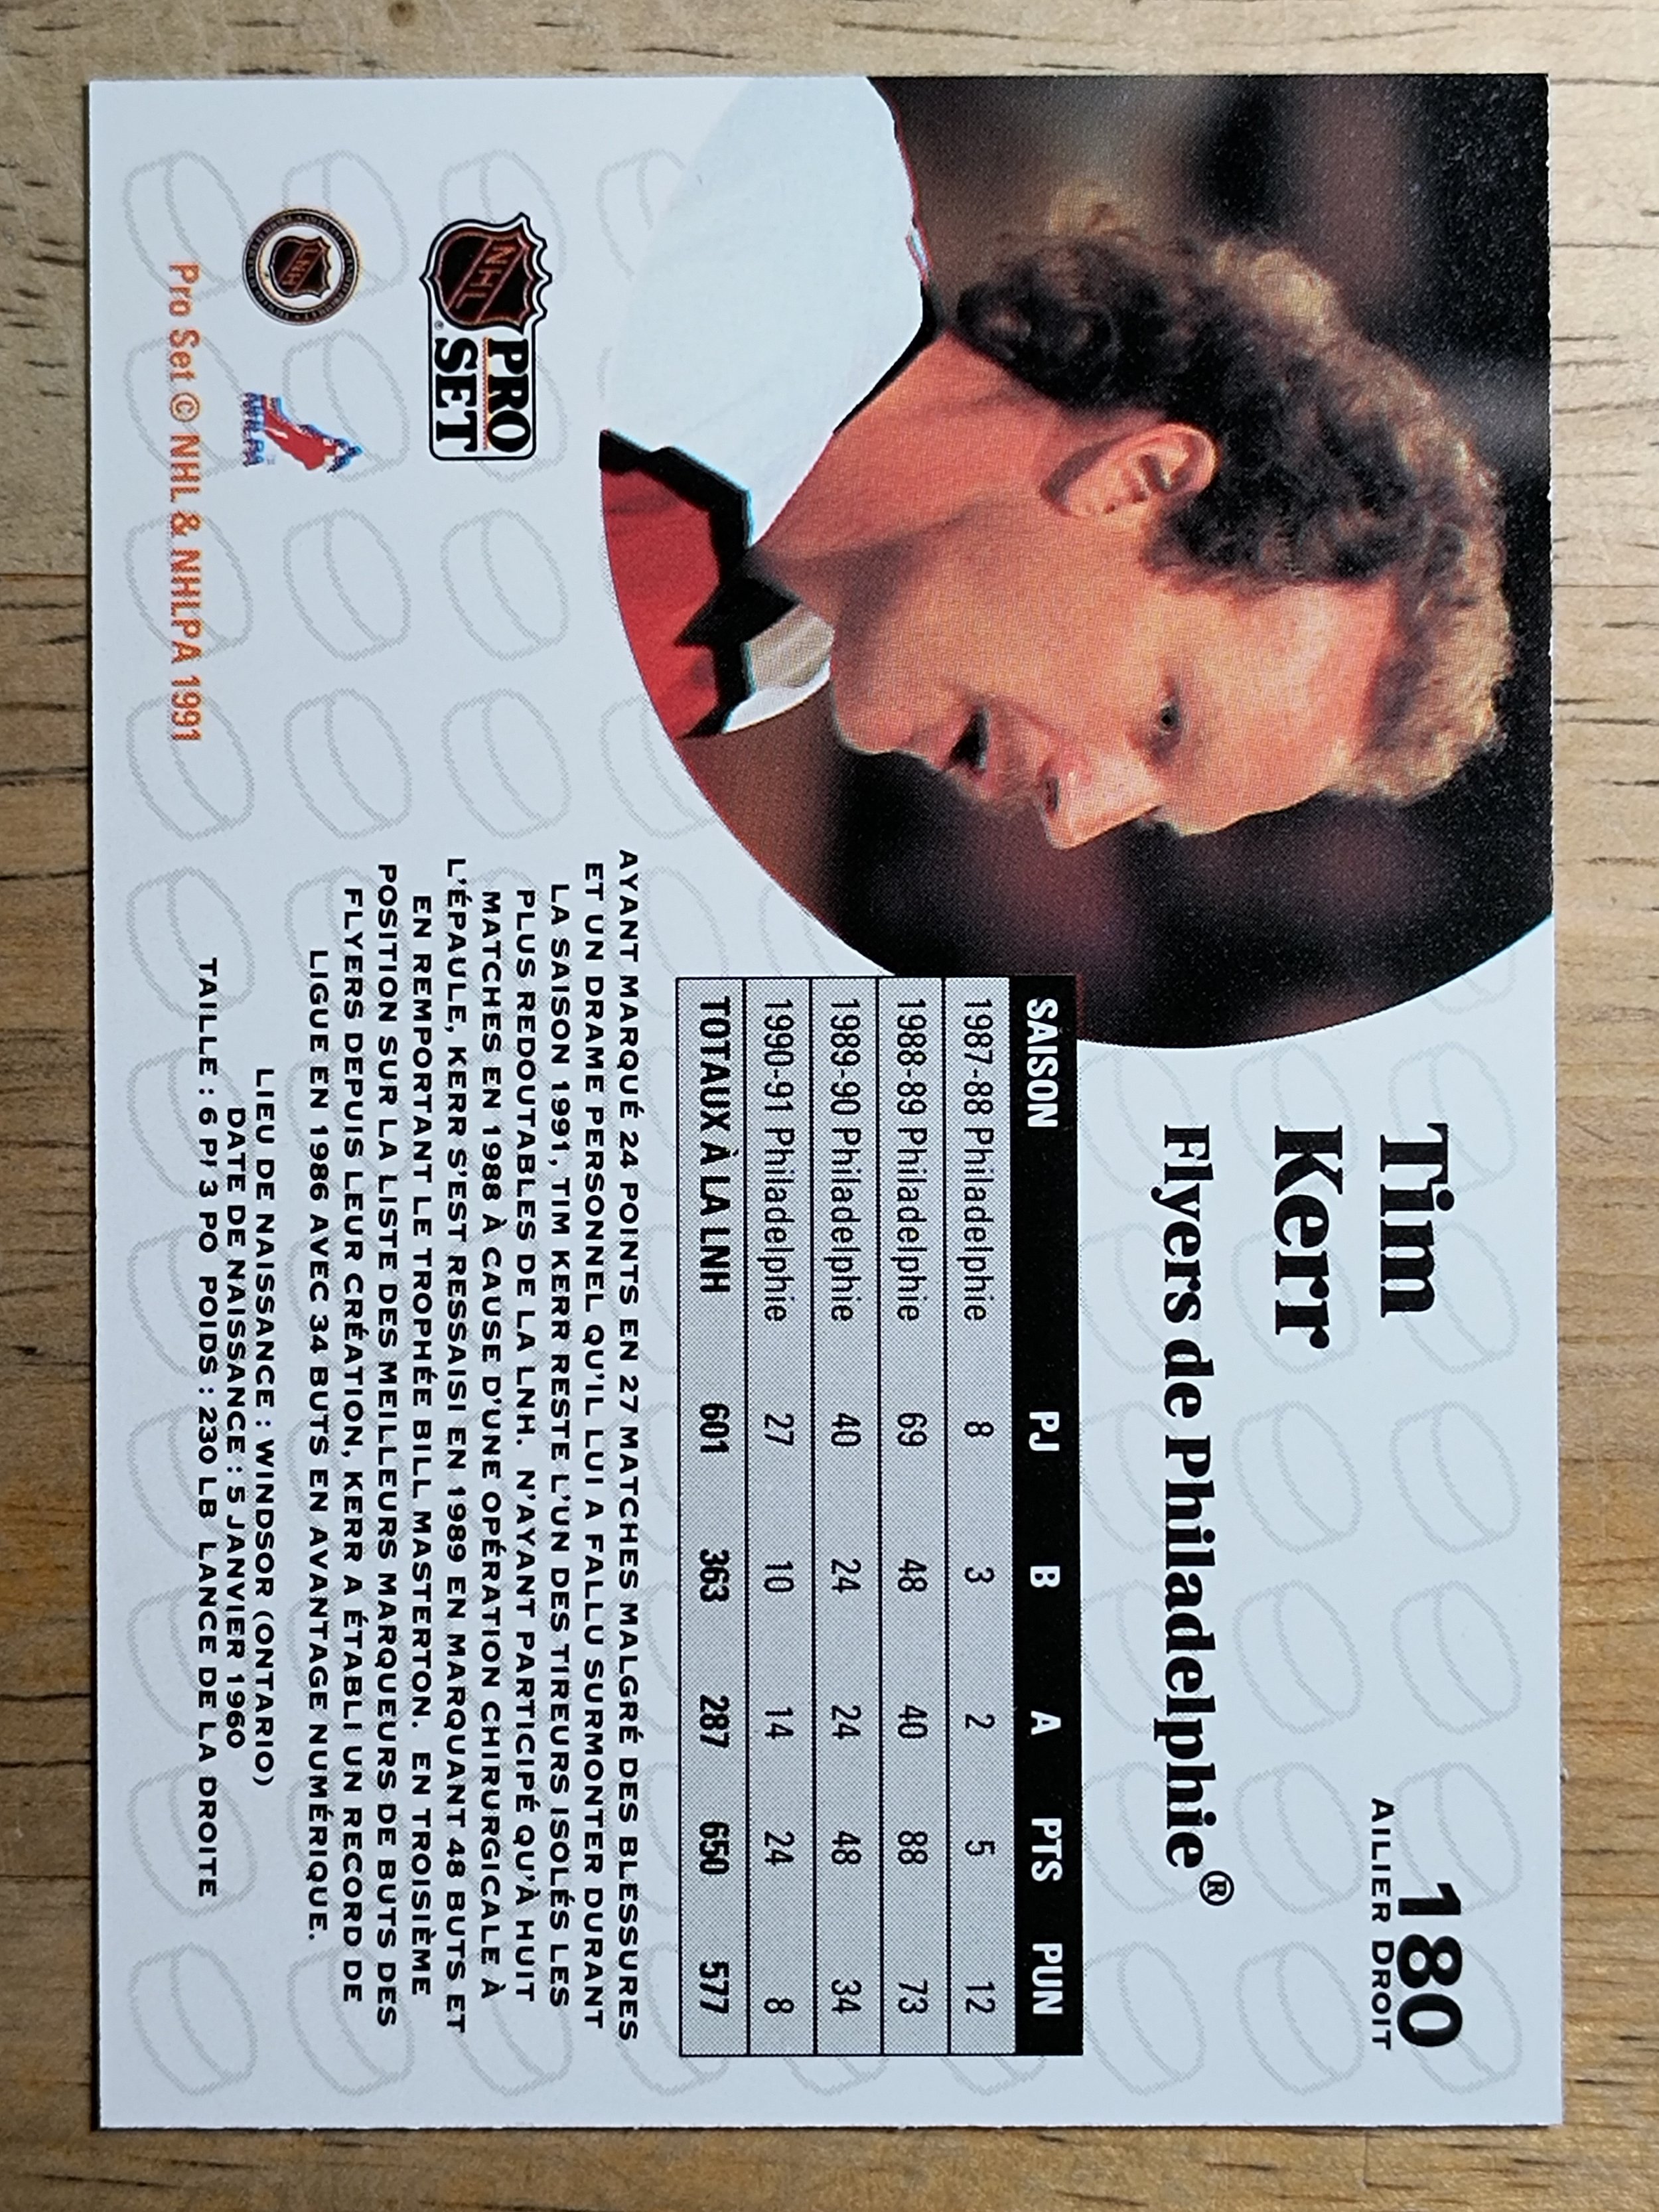 180
AILIER DROIT
Tim
Kerr
Flyers de Philadelphie®
SAISON PJ B A PTS PUN
1987-88 Philadelphie 8 3 2 5 12
1988-89 Philadelphie 69 48 40 88 73
1989-90 Philadelphie 40 24 24 48 34
1990-91 Philadelphie 27 10 14 24 8
TOTAUX À LA LNH 601 363 287 650 577
AYANT MARQUÉ 24 POINTS EN 27 MATCHES MALGRÉ DES BLESSURES
ET UN DRAME PERSONNEL QU'IL LUI A FALLU SURMONTER DURANT
LA SAISON 1991, TIM KERR RESTE L'UN DES TIREURS ISOLÉS LES
PLUS REDOUTABLES DE LA LNH. N'AYANT PARTICIPÉ QU'À HUIT
MATCHES EN 1988 À CAUSE D'UNE OPÉRATION CHIRURGICALE À
L'ÉPAULE, KERR S'EST RESSAISI EN 1989 EN MARQUANT 48 BUTS ET
EN REMPORTANT LE TROPHÉE BILL MASTERTON. EN TROISIÈME
POSITION SUR LA LISTE DES MEILLEURS MARQUEURS DE BUTS DES
FLYERS DEPUIS LEUR CRÉATION, KERR A ÉTABLI UN RECORD DE
LIGUE EN 1986 AVEC 34 BUTS EN AVANTAGE NUMÉRIQUE.
LIEU DE NAISSANCE : WINDSOR (ONTARIO)
DATE DE NAISSANCE : 5 JANVIER 1960
TAILLE : 6 PI 3 PO POIDS : 230 LB LANCE DE LA DROITE
NHL PRO SET®
NHLPA
Pro Set © NHL & NHLPA 1991